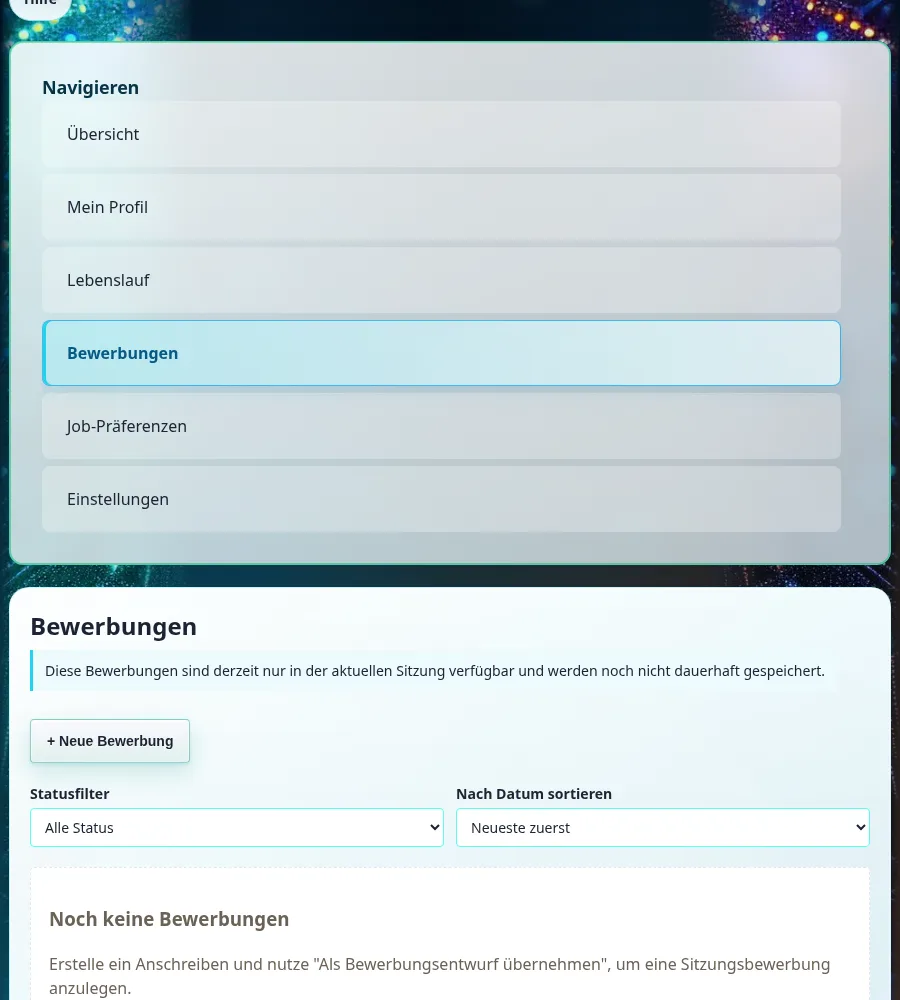 Hilfe
Navigieren
Übersicht
Mein Profil
Lebenslauf
Bewerbungen
Job-Präferenzen
Einstellungen
Bewerbungen
Diese Bewerbungen sind derzeit nur in der aktuellen Sitzung verfügbar und werden noch nicht dauerhaft gespeichert.
+ Neue Bewerbung
Statusfilter
Nach Datum sortieren
Alle Status
Neueste zuerst
Noch keine Bewerbungen
Erstelle ein Anschreiben und nutze "Als Bewerbungsentwurf übernehmen", um eine Sitzungsbewerbung
anzulegen.